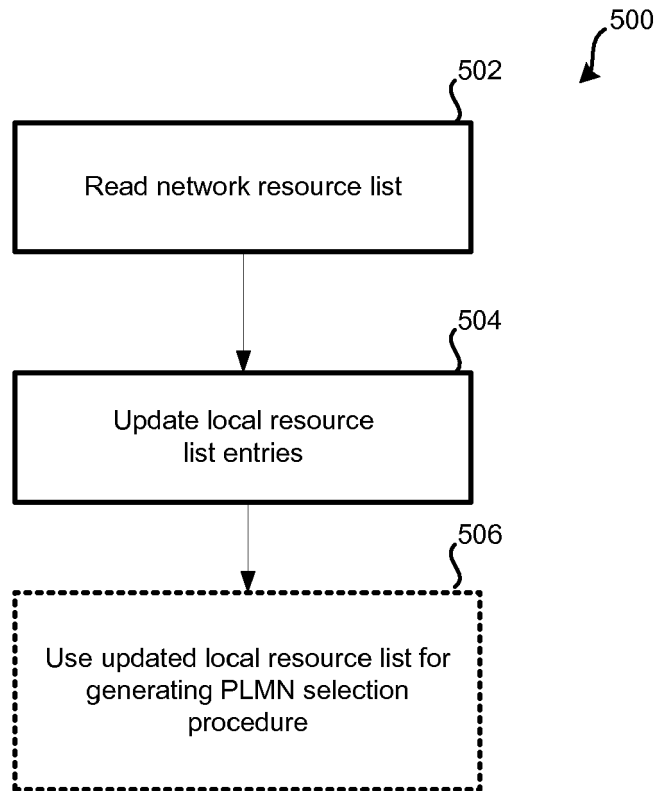 500
502
Read network resource list
504
Update local resource
list entries
506
Use updated local resource list for
generating PLMN selection
procedure